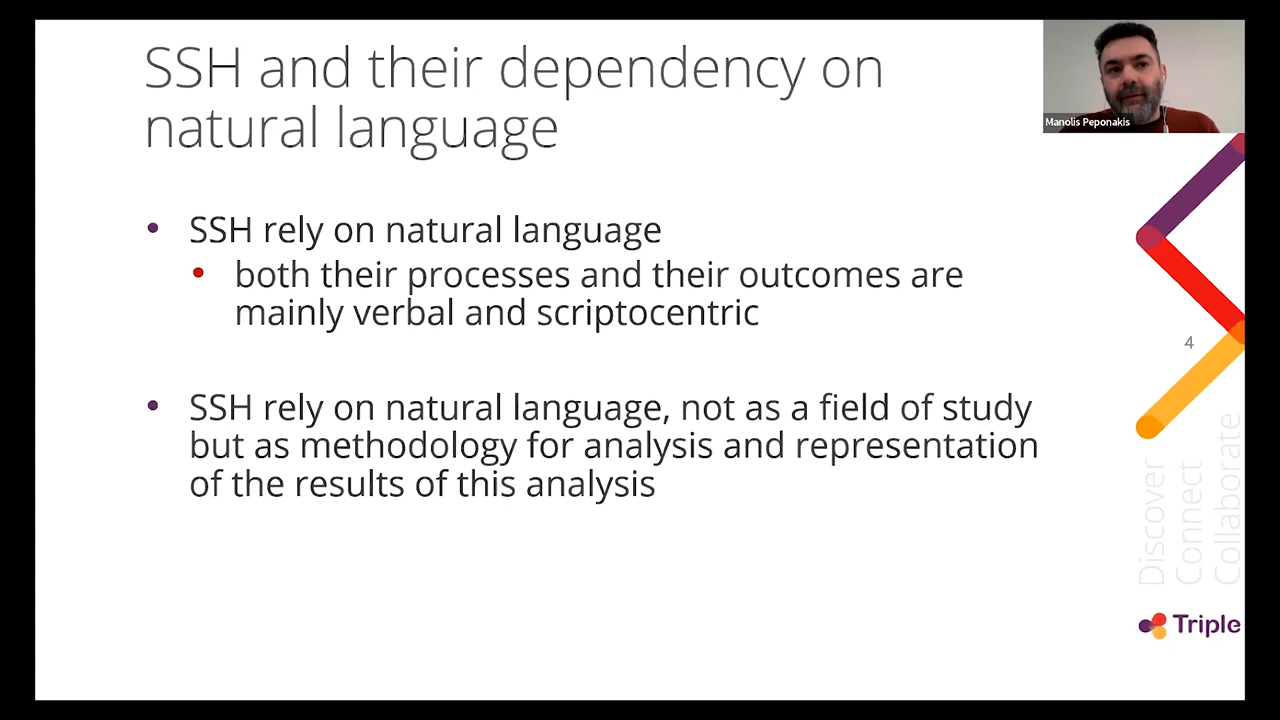 SSH and their dependency on
natural language
Manolis Peponakis
• SSH rely on natural language
• both their processes and their outcomes are
mainly verbal and scriptocentric
4
• SSH rely on natural language, not as a field of study
but as methodology for analysis and representation
of the results of this analysis
Discover
Connect
Collaborate
Triple